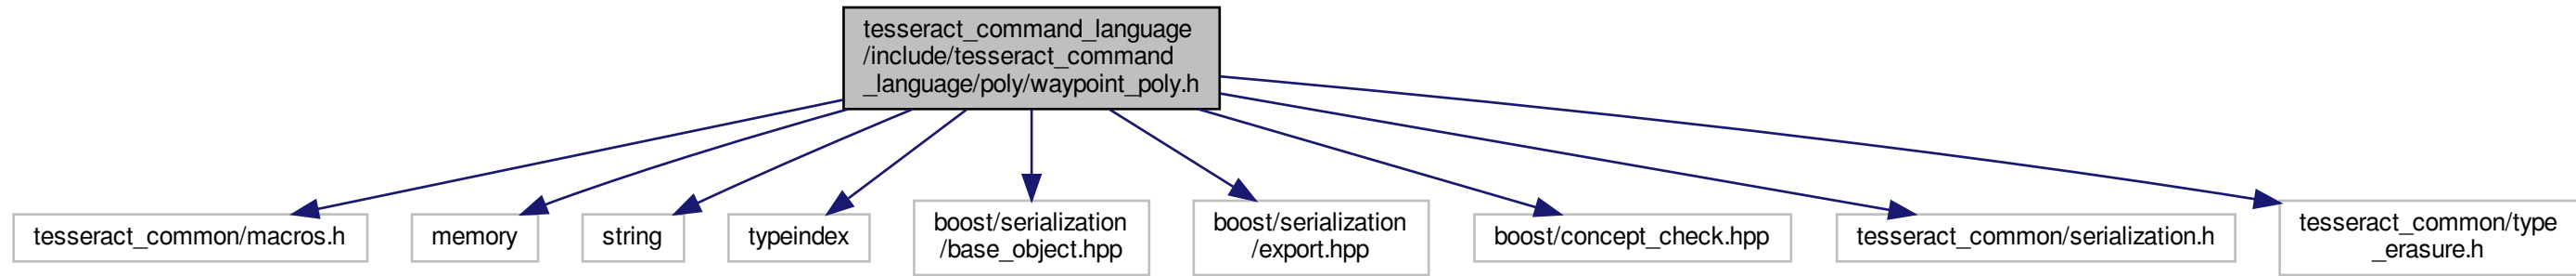 tesseract_command_language
/include/tesseract_command
_language/poly/waypoint_poly.h
tesseract_common/macros.h
memory
string
typeindex
boost/serialization
/base_object.hpp
boost/serialization
/export.hpp
boost/concept_check.hpp
tesseract_common/serialization.h
tesseract_common/type
_erasure.h